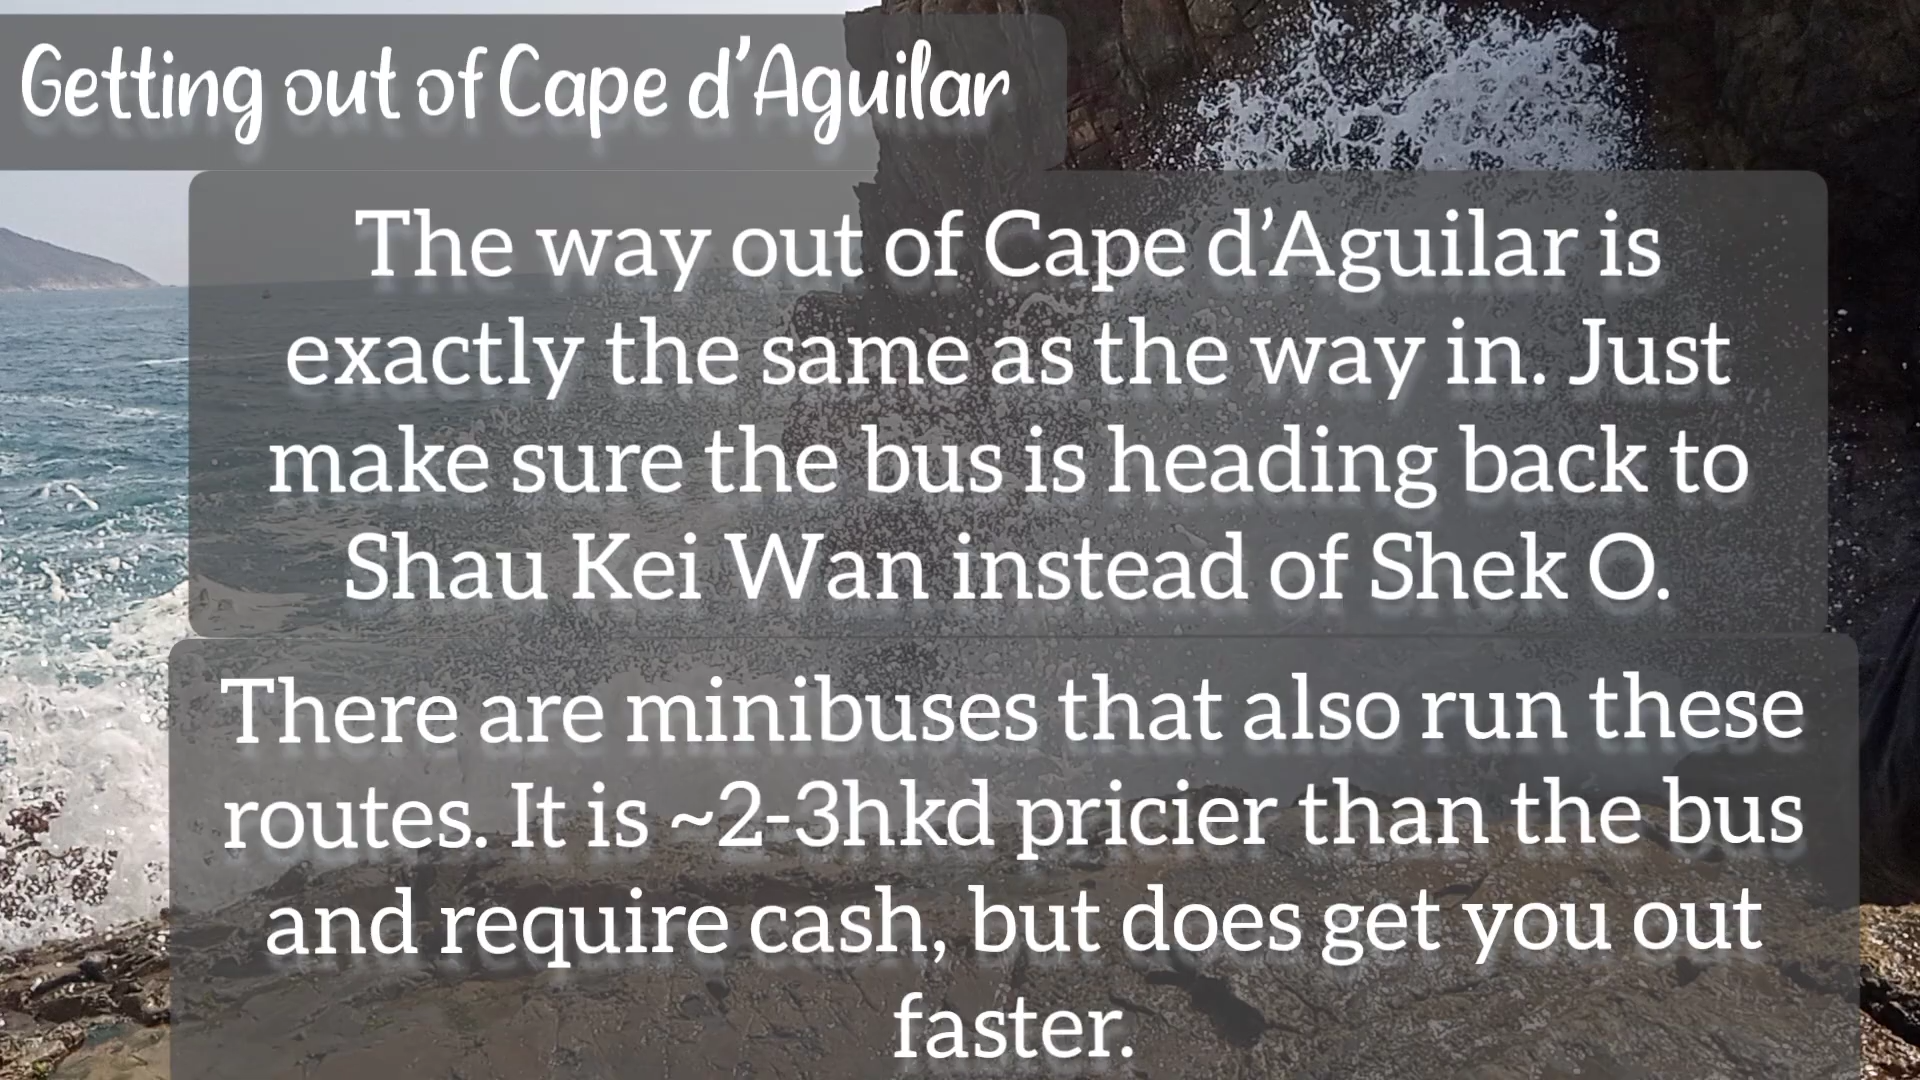 Getting out of Cape d’Aguilar
The way out of Cape d’Aguilar is
exactly the same as the way in. Just
make sure the bus is heading back to
Shau Kei Wan instead of Shek O.
There are minibuses that also run these
routes. It is ~2-3hkd pricier than the bus
and require cash, but does get you out
faster.